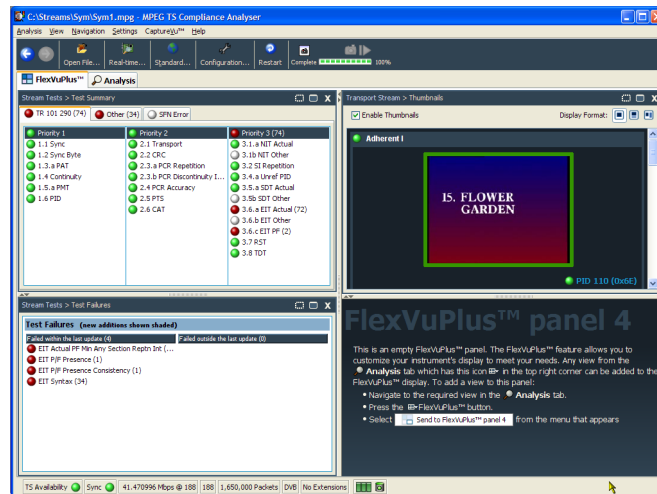 C:\Streams\Sym\Sym1.mpg - MPEG TS Compliance Analyser
Analysis View Navigation Settings CaptureVu™ Help
Open File... Real-time... Standard... Configuration... Restart Complete 100%
FlexVuPlus™ Analysis
Stream Tests > Test Summary
TR 101 290 (74) Other (34) SFN Error
Priority 1
1.1 Sync
1.2 Sync Byte
1.3.a PAT
1.4 Continuity
1.5.a PMT
1.6 PID
Priority 2
2.1 Transport
2.2 CRC
2.3.a PCR Repetition
2.3.b PCR Discontinuity I...
2.4 PCR Accuracy
2.5 PTS
2.6 CAT
Priority 3 (74)
3.1.a NIT Actual
3.1b NIT Other
3.2 SI Repetition
3.4.a Unref PID
3.5.a SDT Actual
3.5b SDT Other
3.6.a EIT Actual (72)
3.6.b EIT Other
3.6.c EIT PF (2)
3.7 RST
3.8 TDT
Transport Stream > Thumbnails
Enable Thumbnails Display Format:
Adherent I
15. FLOWER
GARDEN
PID 110 (0x6E)
Stream Tests > Test Failures
Test Failures (new additions shown shaded)
Failed within the last update (4) Failed outside the last update (0)
EIT Actual PF Min Any Section Reptn Int (...
EIT P/F Presence (1)
EIT P/F Presence Consistency (1)
EIT Syntax (34)
FlexVuPlus™ panel 4
This is an empty FlexVuPlus™ panel. The FlexVuPlus™ feature allows you to
customize your instrument's display to meet your needs. Any view from the
Analysis tab which has this icon in the top right corner can be added to the
FlexVuPlus™ display. To add a view to this panel:
• Navigate to the required view in the Analysis tab.
• Press the FlexVuPlus™ button.
• Select Send to FlexVuPlus™ panel 4 from the menu that appears
TS Availability Sync 41.470996 Mbps @ 188 188 1,650,000 Packets DVB No Extensions